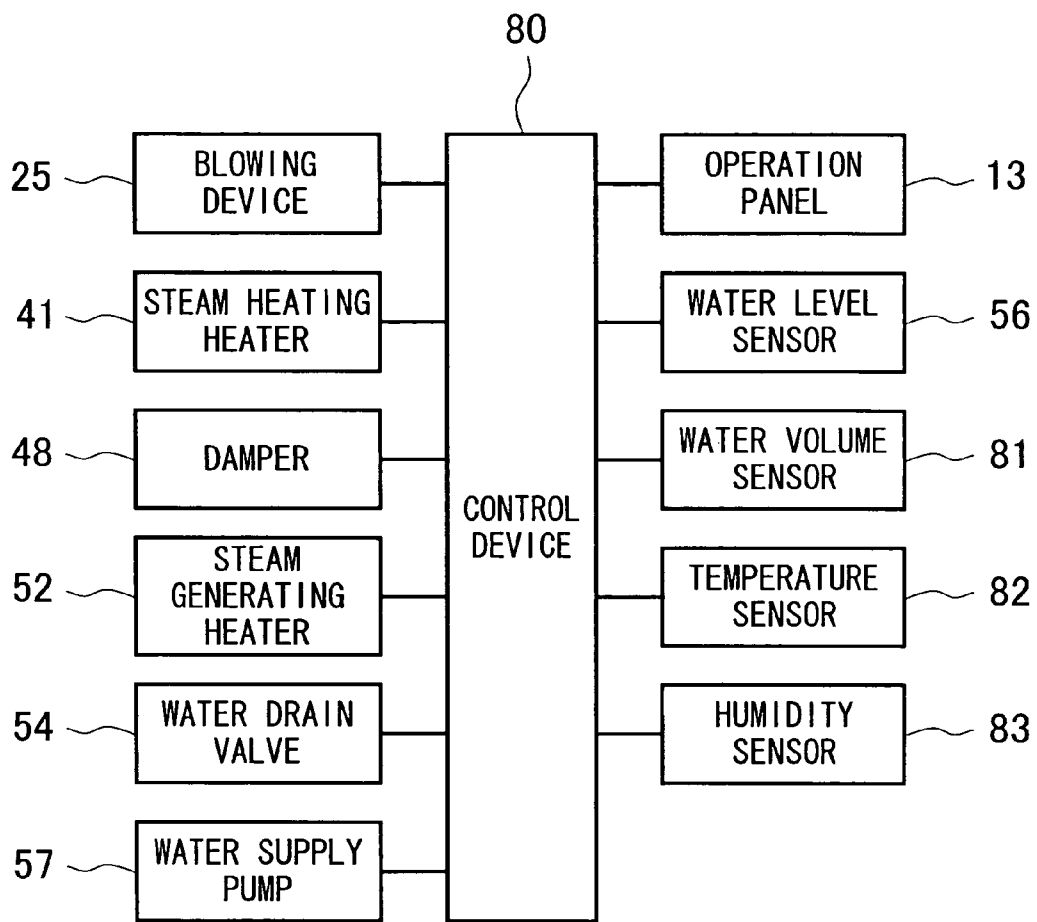 80
25
BLOWING
DEVICE
OPERATION
PANEL
13
41
STEAM HEATING
HEATER
WATER LEVEL
SENSOR
56
48
DAMPER
WATER VOLUME
SENSOR
81
CONTROL
DEVICE
52
STEAM
GENERATING
HEATER
TEMPERATURE
SENSOR
82
54
WATER DRAIN
VALVE
HUMIDITY
SENSOR
83
57
WATER SUPPLY
PUMP